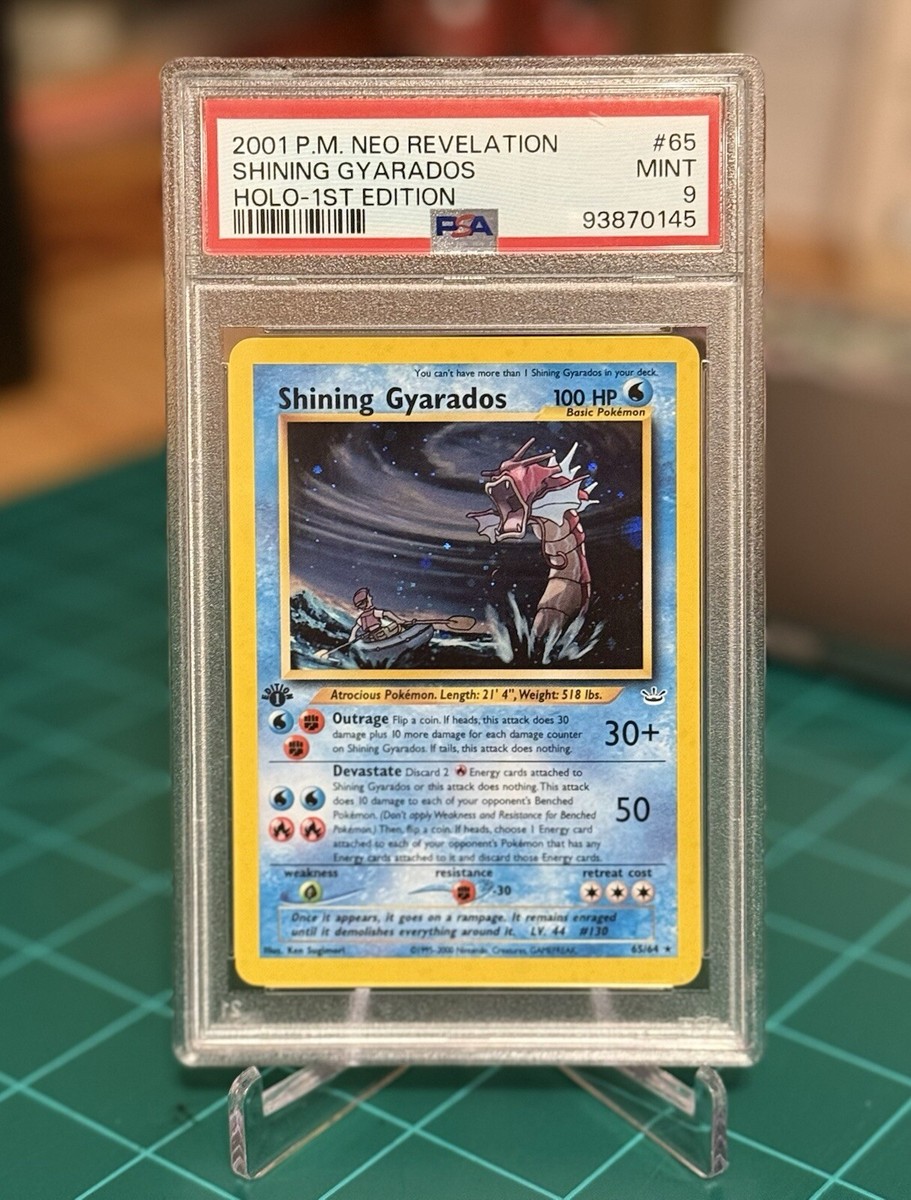 2001 P.M. NEO REVELATION #65
SHINING GYARADOS MINT
HOLO-1ST EDITION 9
PSA 93870145
You can't have more than 1 Shining Gyarados in your deck.
Shining Gyarados 100 HP
Basic Pokémon
EDITION
1
Atrocious Pokémon. Length: 21' 4", Weight: 518 lbs.
Outrage Flip a coin. If heads, this attack does 30
damage plus 10 more damage for each damage counter
on Shining Gyarados. If tails, this attack does nothing.
30+
Devastate Discard 2 Energy cards attached to
Shining Gyarados or this attack does nothing. This attack
does 10 damage to each of your opponent's Benched
Pokémon. (Don't apply Weakness and Resistance for Benched
Pokémon.) Then, flip a coin. If heads, choose 1 Energy card
attached to each of your opponent's Pokémon that has any
Energy cards attached to it and discard those Energy cards.
50
weakness resistance retreat cost
-30
Once it appears, it goes on a rampage. It remains enraged
until it demolishes everything around it. LV. 44 #130
Illus. Ken Sugimori ©1995-2000 Nintendo, Creatures, GAMEFREAK. 65/64 ★